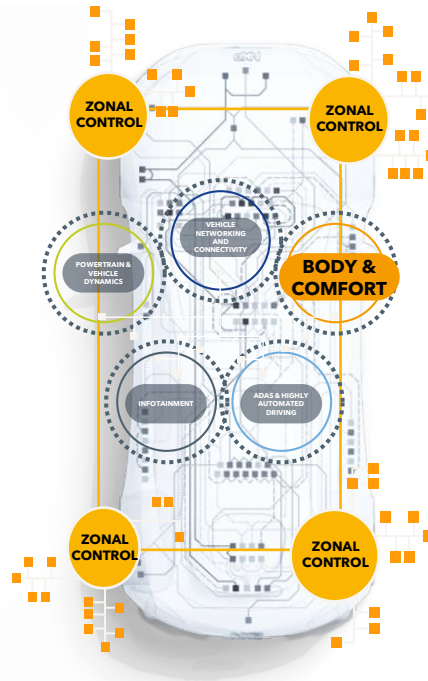 ZONAL
CONTROL
ZONAL
CONTROL
VEHICLE
NETWORKING
AND
CONNECTIVITY
POWERTRAIN &
VEHICLE
DYNAMICS
BODY &
COMFORT
INFOTAINMENT
ADAS & HIGHLY
AUTOMATED
DRIVING
ZONAL
CONTROL
ZONAL
CONTROL